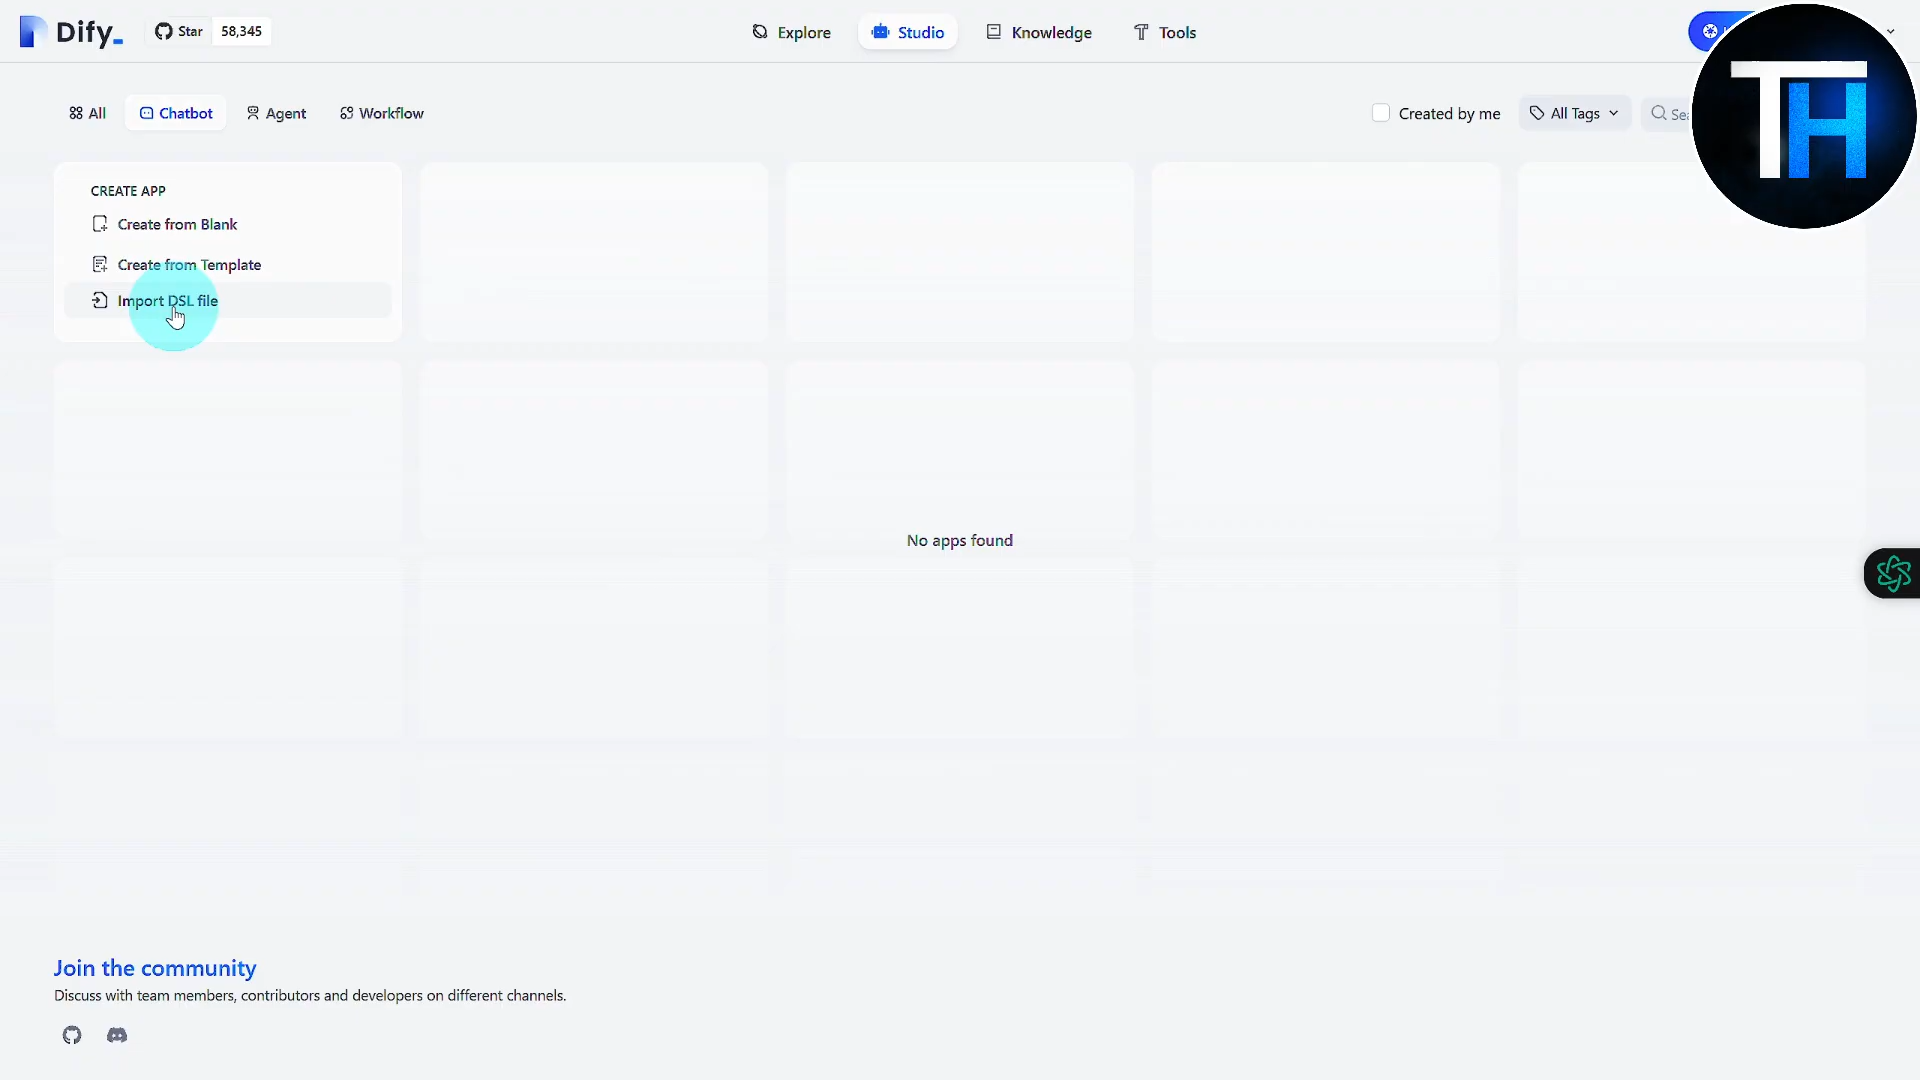 Dify_
Star 58,345
Explore
Studio
Knowledge
Tools
All
Chatbot
Agent
Workflow
Created by me
All Tags
TH
CREATE APP
Create from Blank
Create from Template
Import DSL file
No apps found
Join the community
Discuss with team members, contributors and developers on different channels.